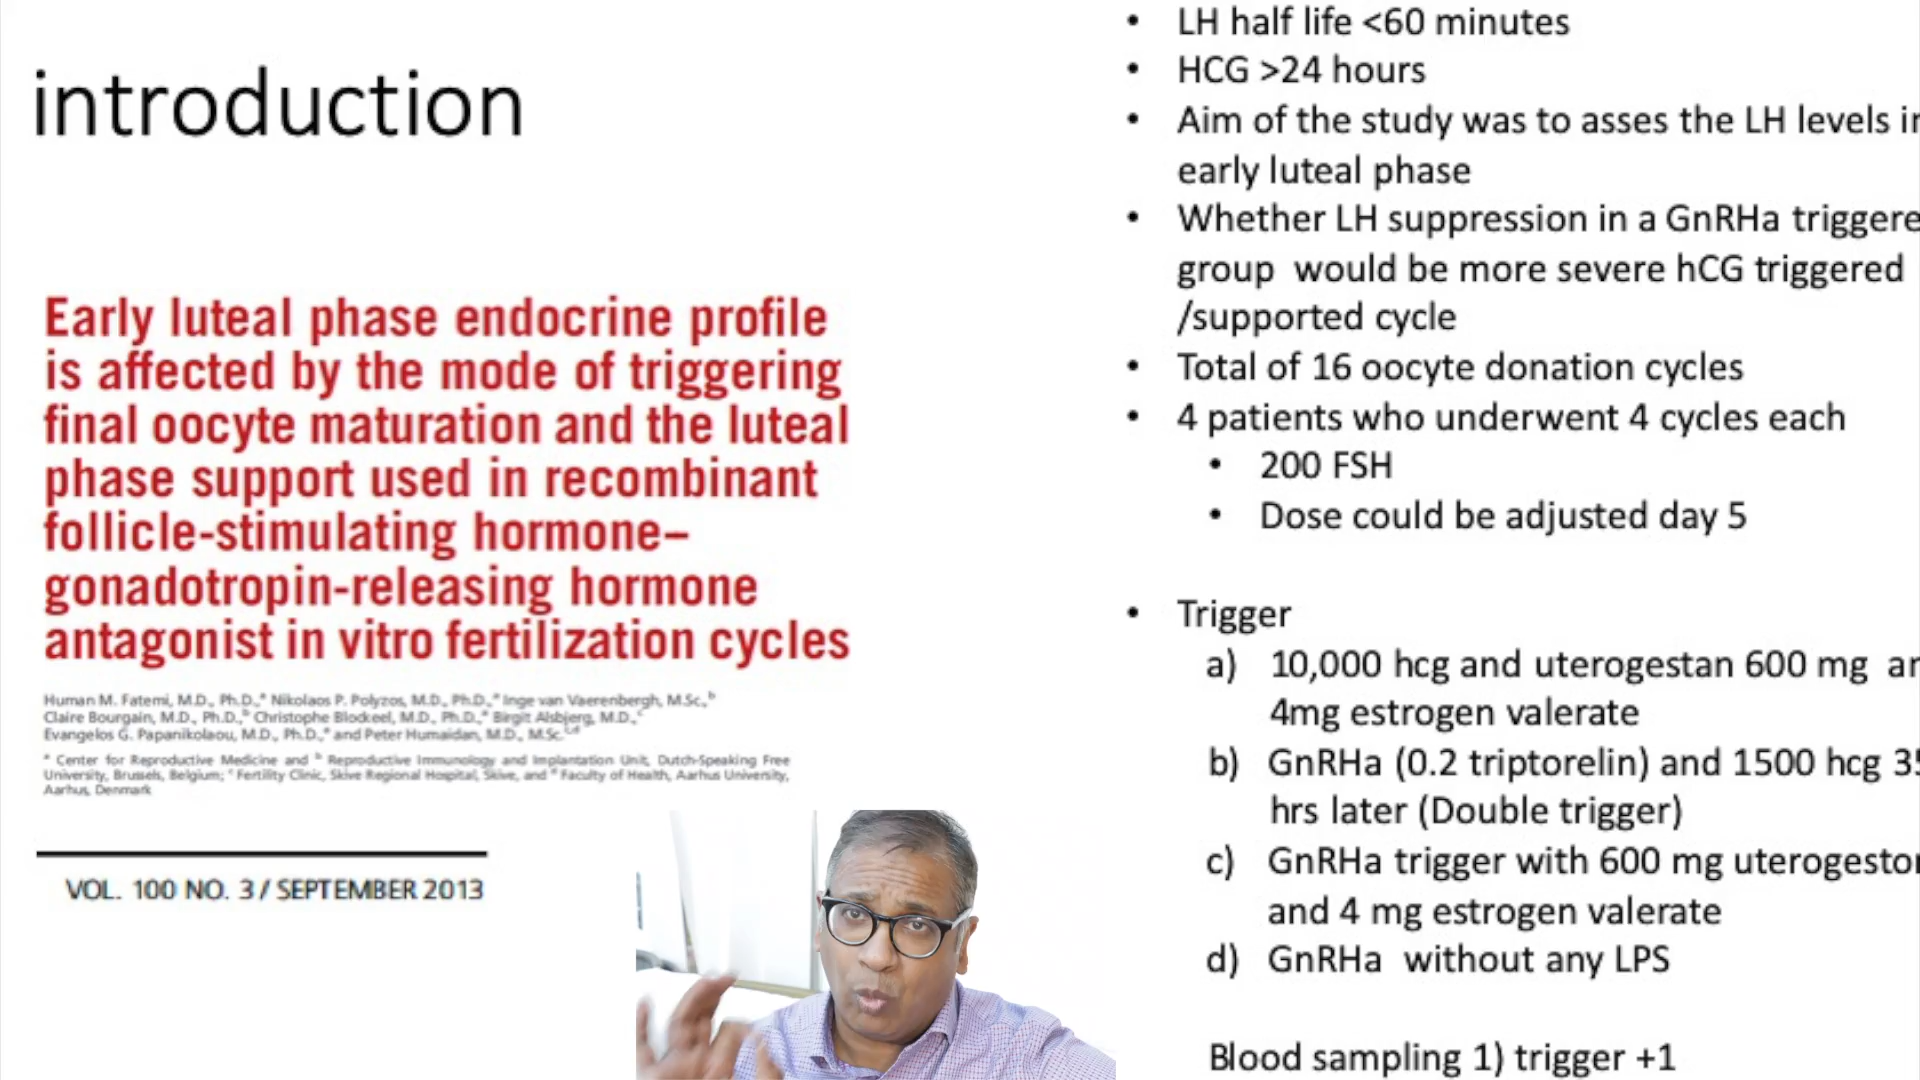 introduction
Early luteal phase endocrine profile
is affected by the mode of triggering
final oocyte maturation and the luteal
phase support used in recombinant
follicle-stimulating hormone–
gonadotropin-releasing hormone
antagonist in vitro fertilization cycles
Human M. Fatemi, M.D., Ph.D.,a Nikolaos P. Polyzos, M.D., Ph.D.,a Inge van Vaerenbergh, M.Sc.,b
Claire Bourgain, M.D., Ph.D.,b Christophe Blockeel, M.D., Ph.D.,a Birgit Alsbjerg, M.D.,c
Evangelos G. Papanikolaou, M.D., Ph.D.,a and Peter Humaidan, M.D., M.Sc.
a Center for Reproductive Medicine and b Reproductive Immunology and Implantation Unit, Dutch-Speaking Free
University, Brussels, Belgium; c Fertility Clinic, Skive Regional Hospital, Skive, and d Faculty of Health, Aarhus University,
Aarhus, Denmark
VOL. 100 NO. 3 / SEPTEMBER 2013
• LH half life <60 minutes
• HCG >24 hours
• Aim of the study was to asses the LH levels in
early luteal phase
• Whether LH suppression in a GnRHa triggere
group would be more severe hCG triggered
/supported cycle
• Total of 16 oocyte donation cycles
• 4 patients who underwent 4 cycles each
• 200 FSH
• Dose could be adjusted day 5
• Trigger
a) 10,000 hcg and uterogestan 600 mg
4mg estrogen valerate
b) GnRHa (0.2 triptorelin) and 1500 hcg 35
hrs later (Double trigger)
c) GnRHa trigger with 600 mg uterogeston
and 4 mg estrogen valerate
d) GnRHa without any LPS
Blood sampling 1) trigger +1